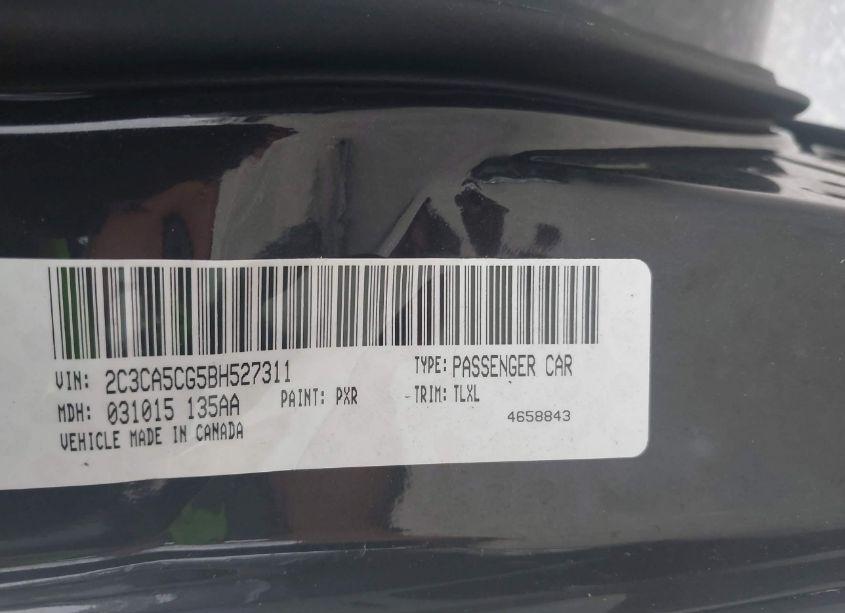 VIN: 2C3CA5CG5BH527311 TYPE: PASSENGER CAR
MDH: 031015 135AA PAINT: PXR TRIM: TLXL
VEHICLE MADE IN CANADA 4658843